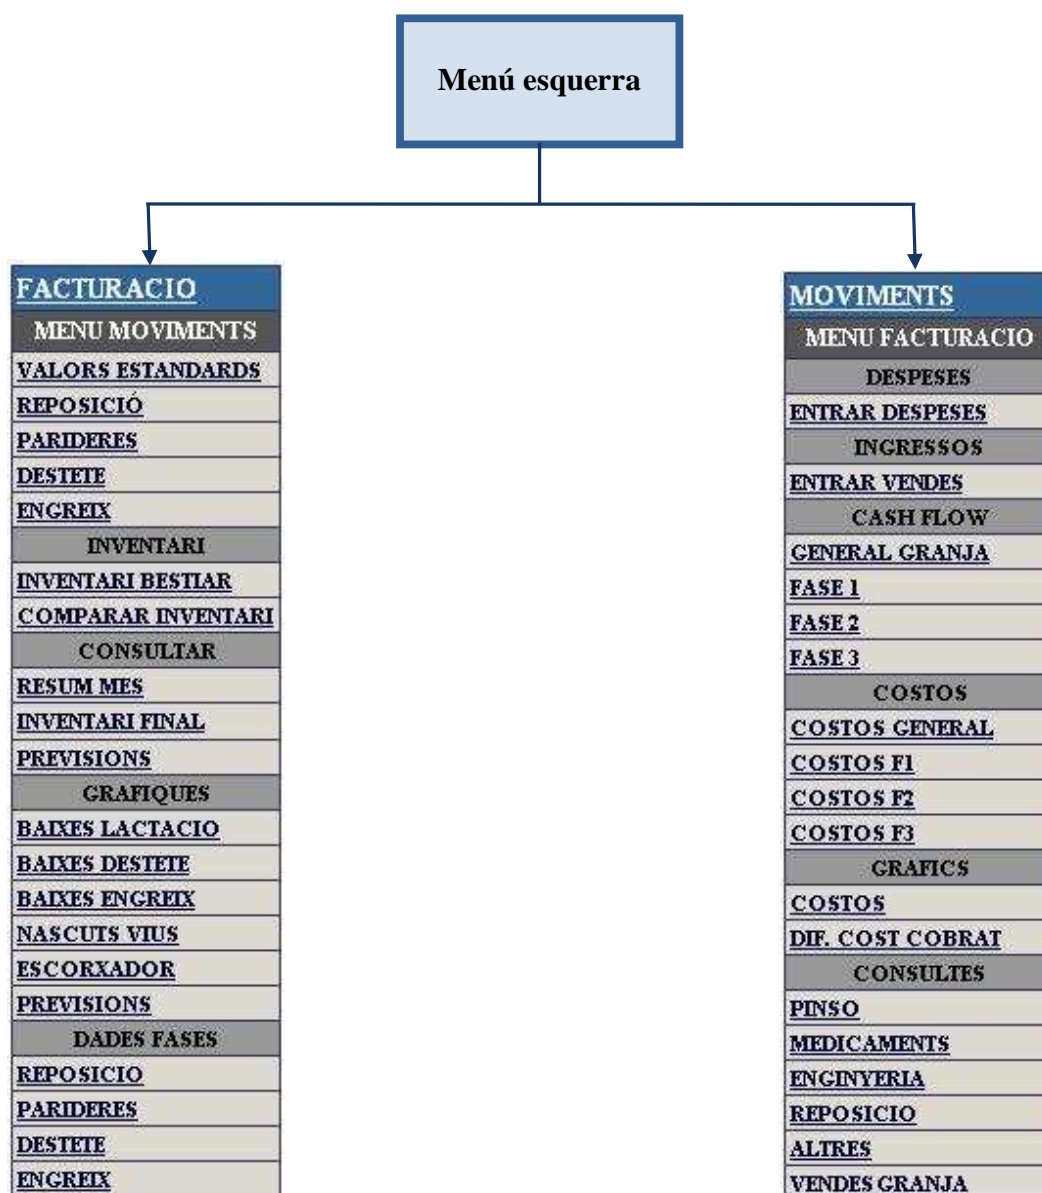 Menú esquerra
FACTURACIO
MENU MOVIMENTS
VALORS ESTANDARDS
REPOSICIÓ
PARIDERES
DESTETE
ENGREIX
INVENTARI
INVENTARI BESTIAR
COMPARAR INVENTARI
CONSULTAR
RESUM MES
INVENTARI FINAL
PREVISIONS
GRAFIQUES
BAIXES LACTACIO
BAIXES DESTETE
BAIXES ENGREIX
NASCUTS VIUS
ESCORXADOR
PREVISIONS
DADES FASES
REPOSICIO
PARIDERES
DESTETE
ENGREIX
MOVIMENTS
MENU FACTURACIO
DESPESES
ENTRAR DESPESES
INGRESSOS
ENTRAR VENDES
CASH FLOW
GENERAL GRANJA
FASE 1
FASE 2
FASE 3
COSTOS
COSTOS GENERAL
COSTOS F1
COSTOS F2
COSTOS F3
GRAFICS
COSTOS
DIF. COST COBRAT
CONSULTES
PINSO
MEDICAMENTS
ENGINYERIA
REPOSICIO
ALTRES
VENDES GRANJA